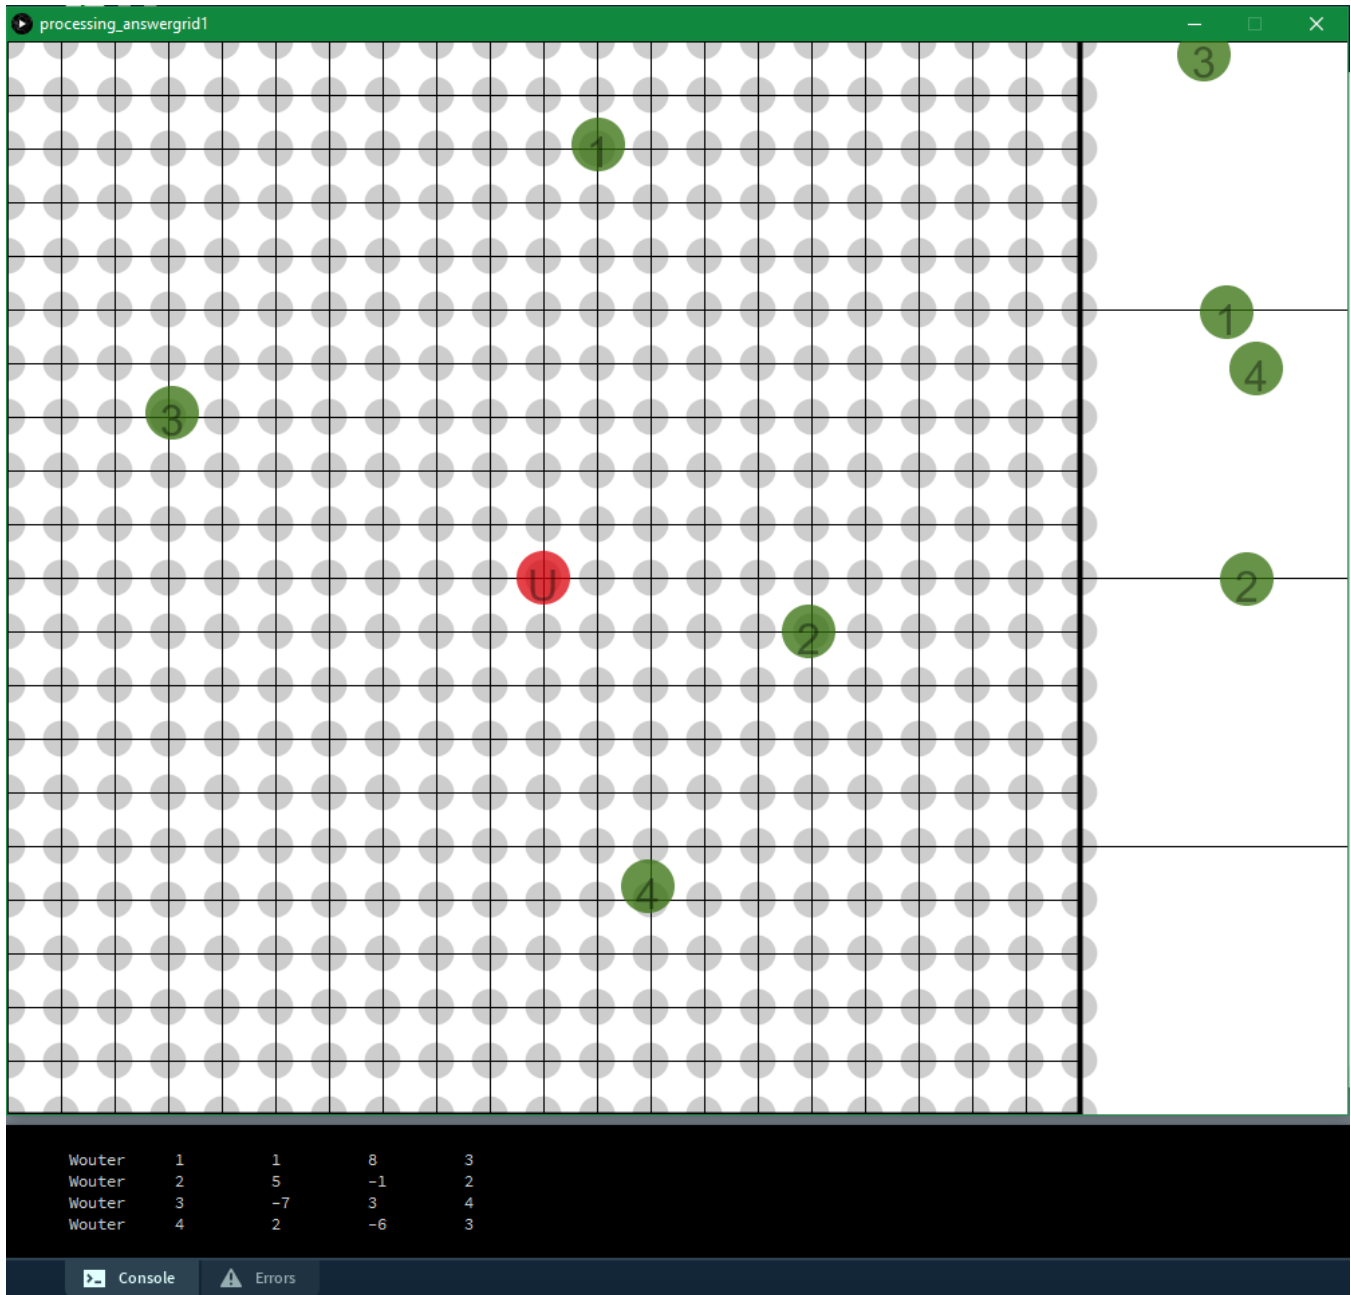 processing_answergrid1
3
1
1
4
3
U
2
2
4
Wouter 1 1 8 3
Wouter 2 5 -1 2
Wouter 3 -7 3 4
Wouter 4 2 -6 3
Console Errors